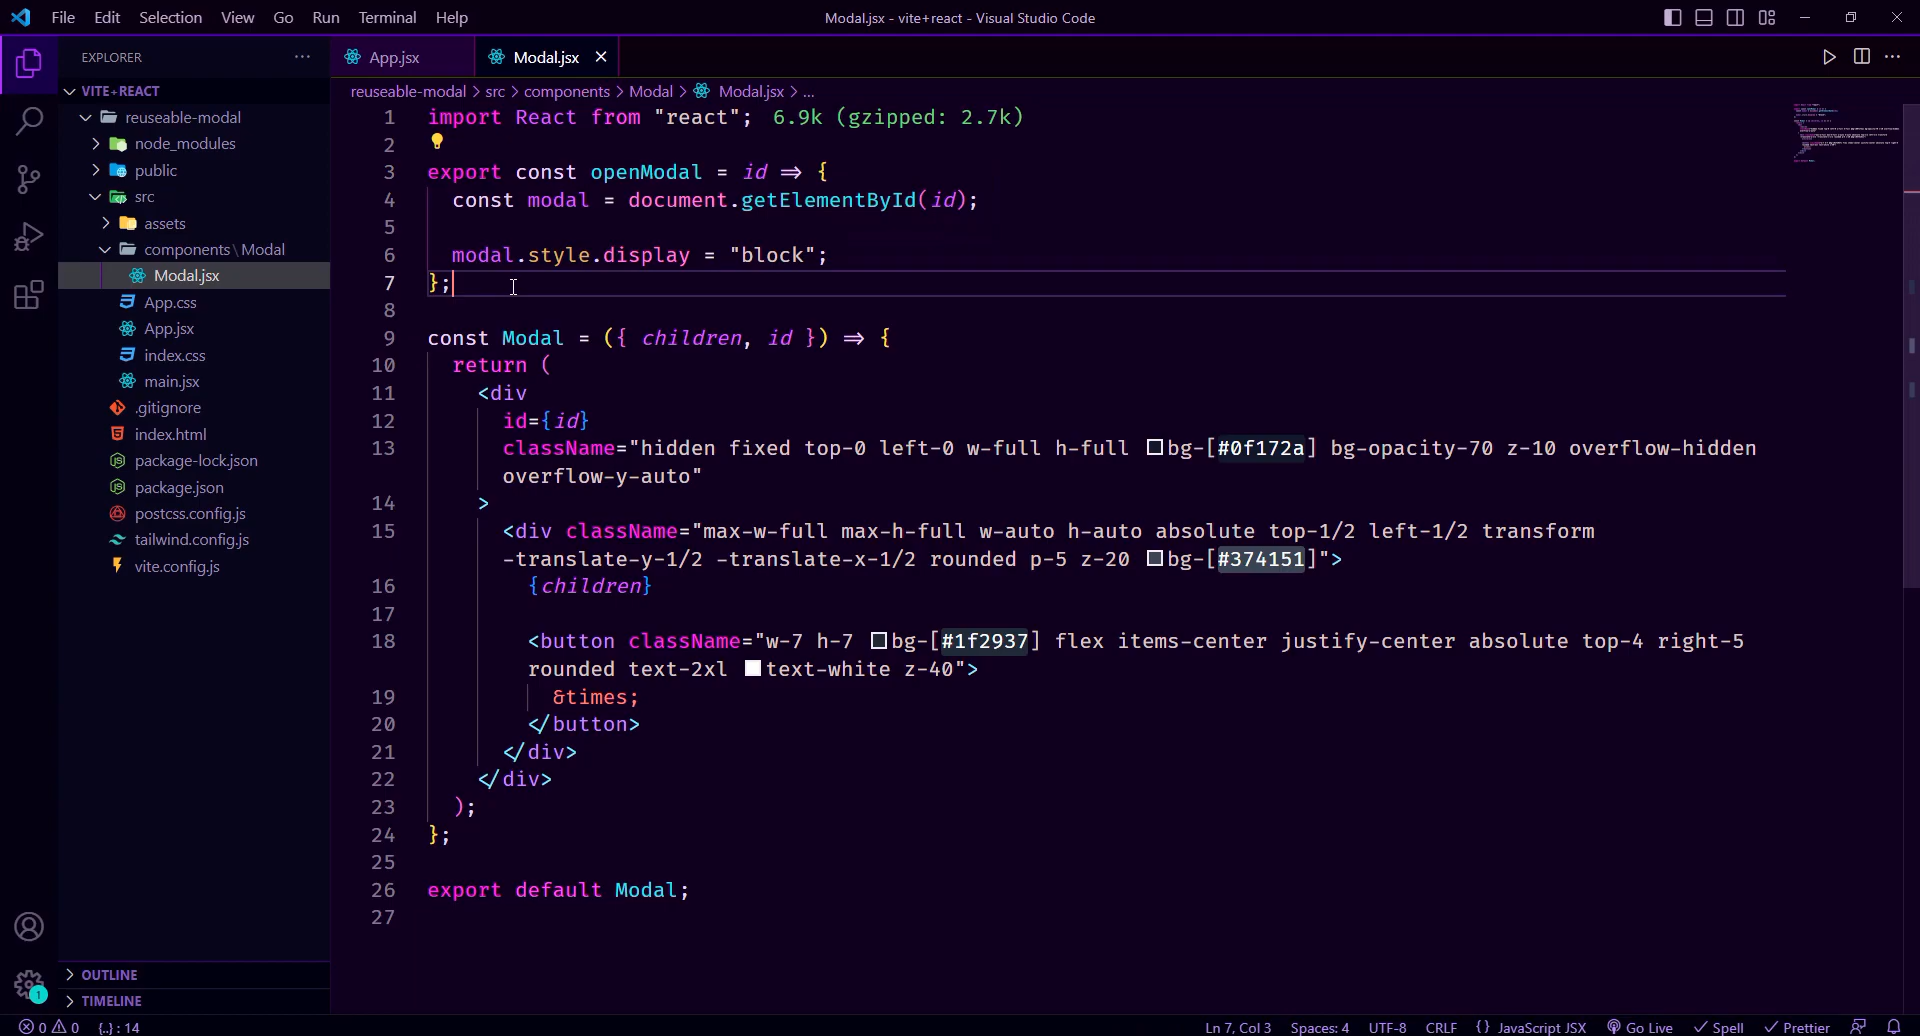 File Edit Selection View Go Run Terminal Help
Modal.jsx - vite+react - Visual Studio Code
EXPLORER
VITE+REACT
reuseable-modal
node_modules
public
src
assets
components\Modal
Modal.jsx
App.css
App.jsx
index.css
main.jsx
.gitignore
index.html
package-lock.json
package.json
postcss.config.js
tailwind.config.js
vite.config.js
OUTLINE
TIMELINE
1
App.jsx
Modal.jsx
reuseable-modal > src > components > Modal > Modal.jsx > ...
1 import React from "react"; 6.9k (gzipped: 2.7k)
2
3 export const openModal = id => {
4 const modal = document.getElementById(id);
5
6 modal.style.display = "block";
7 };
8
9 const Modal = ({ children, id }) => {
10 return (
11 <div
12 id={id}
13 className="hidden fixed top-0 left-0 w-full h-full bg-[#0f172a] bg-opacity-70 z-10 overflow-hidden
overflow-y-auto"
14 >
15 <div className="max-w-full max-h-full w-auto h-auto absolute top-1/2 left-1/2 transform
-translate-y-1/2 -translate-x-1/2 rounded p-5 z-20 bg-[#374151]">
16 {children}
17
18 <button className="w-7 h-7 bg-[#1f2937] flex items-center justify-center absolute top-4 right-5
rounded text-2xl text-white z-40">
19 &times;
20 </button>
21 </div>
22 </div>
23 );
24 };
25
26 export default Modal;
27
0 0 {..} : 14
Ln 7, Col 3 Spaces: 4 UTF-8 CRLF {} JavaScript JSX Go Live Spell Prettier